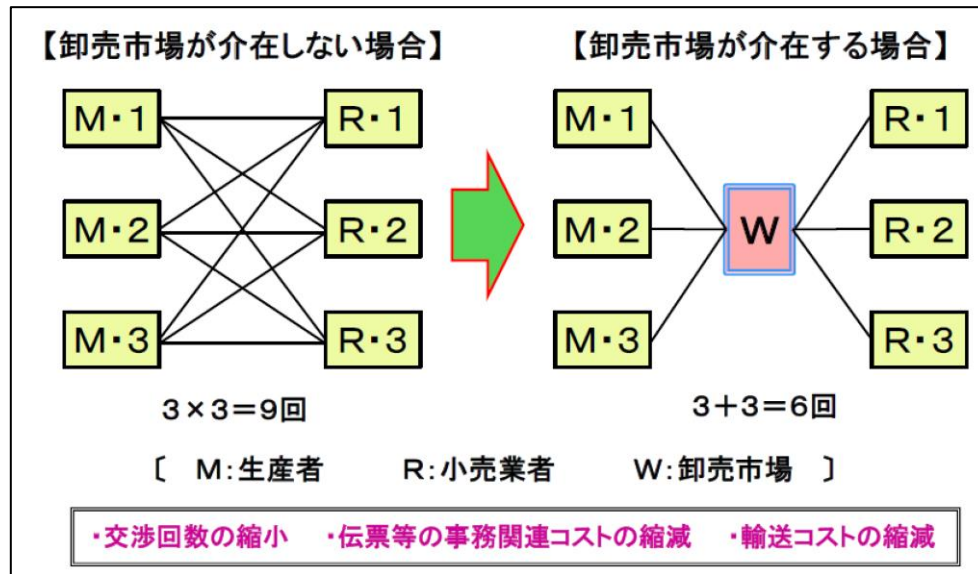 【卸売市場が介在しない場合】
【卸売市場が介在する場合】
M・1
R・1
M・2
R・2
M・3
R・3
3×3=9回
M・1
R・1
M・2
W
R・2
M・3
R・3
3+3=6回
〔 M:生産者 R:小売業者 W:卸売市場 〕
・交渉回数の縮小 ・伝票等の事務関連コストの縮減 ・輸送コストの縮減